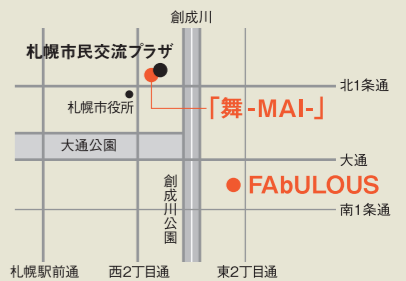 創成川
札幌市民交流プラザ
北1条通
札幌市役所
「舞-MAI-」
大通公園
大通
創成川公園
FAbULOUS
南1条通
札幌駅前通
西2丁目通
東2丁目通